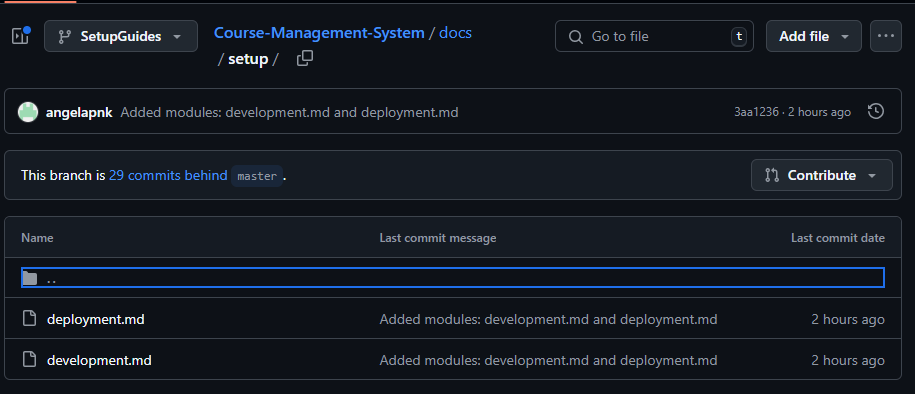 SetupGuides
Course-Management-System / docs
/ setup /
Go to file
t
Add file
angelapnk Added modules: development.md and deployment.md
3aa1236 · 2 hours ago
This branch is 29 commits behind master.
Contribute
Name Last commit message Last commit date
..
deployment.md Added modules: development.md and deployment.md 2 hours ago
development.md Added modules: development.md and deployment.md 2 hours ago